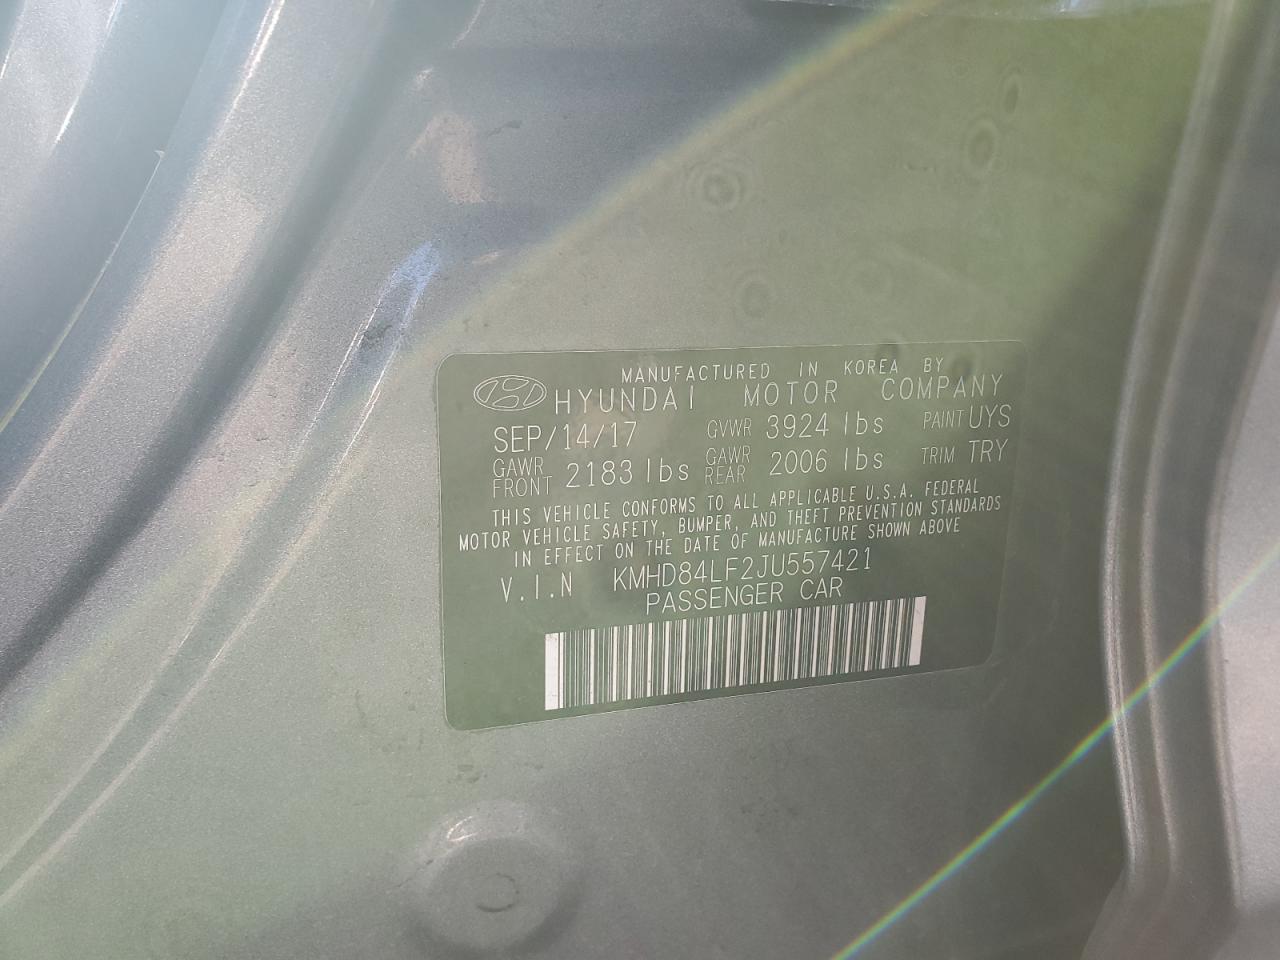 MANUFACTURED IN KOREA BY
HYUNDAI MOTOR COMPANY
SEP/14/17 GVWR 3924 lbs PAINT UYS
GAWR FRONT 2183 lbs GAWR REAR 2006 lbs TRIM TRY
THIS VEHICLE CONFORMS TO ALL APPLICABLE U.S.A. FEDERAL
MOTOR VEHICLE SAFETY, BUMPER, AND THEFT PREVENTION STANDARDS
IN EFFECT ON THE DATE OF MANUFACTURE SHOWN ABOVE
V.I.N KMHD84LF2JU557421
PASSENGER CAR